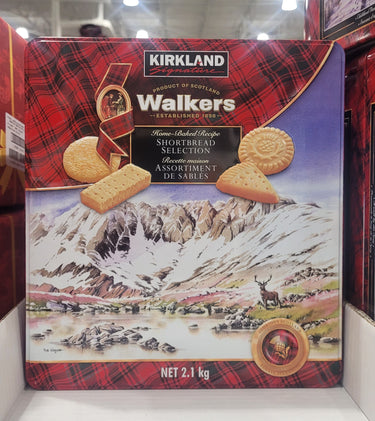 KIRKLAND
Signature
PRODUCT OF SCOTLAND
Walkers
ESTABLISHED 1898
Home-Baked Recipe
SHORTBREAD
SELECTION
Recette maison
ASSORTIMENT
DE SABLÉS
NET 2.1 kg